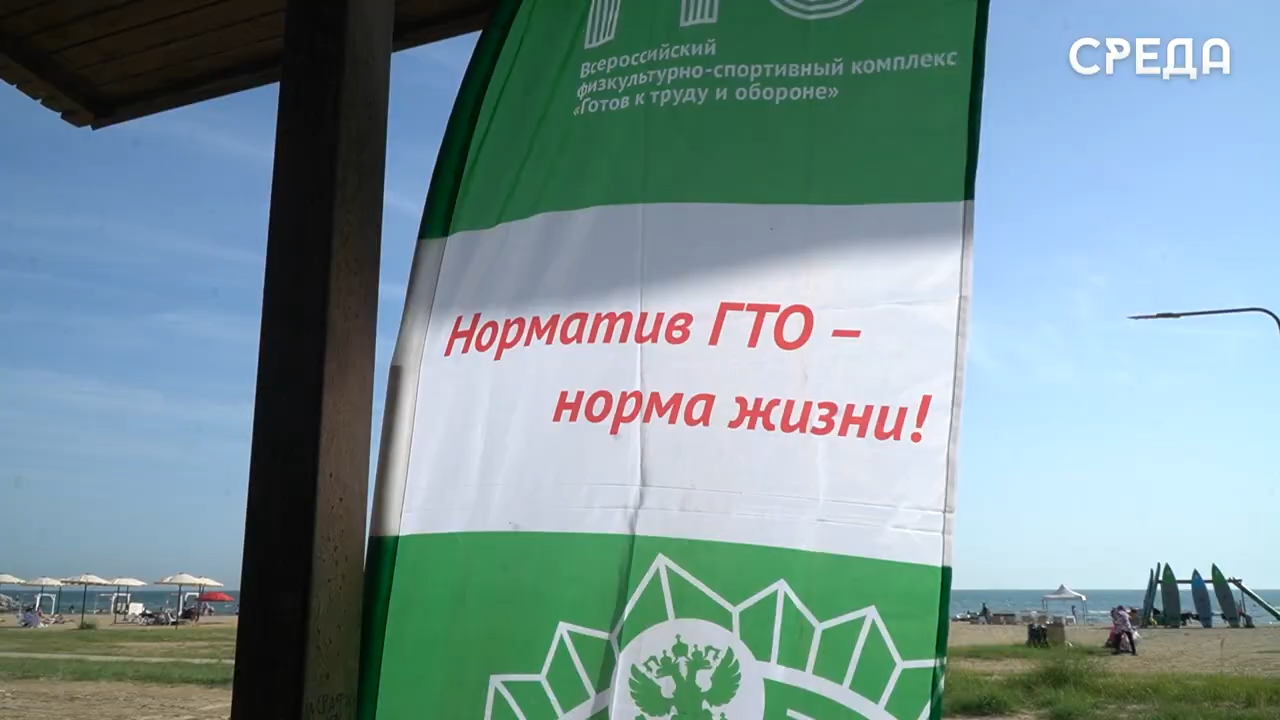 СРЕДА
Всероссийский
физкультурно-спортивный комплекс
«Готов к труду и обороне»
Норматив ГТО –
норма жизни!